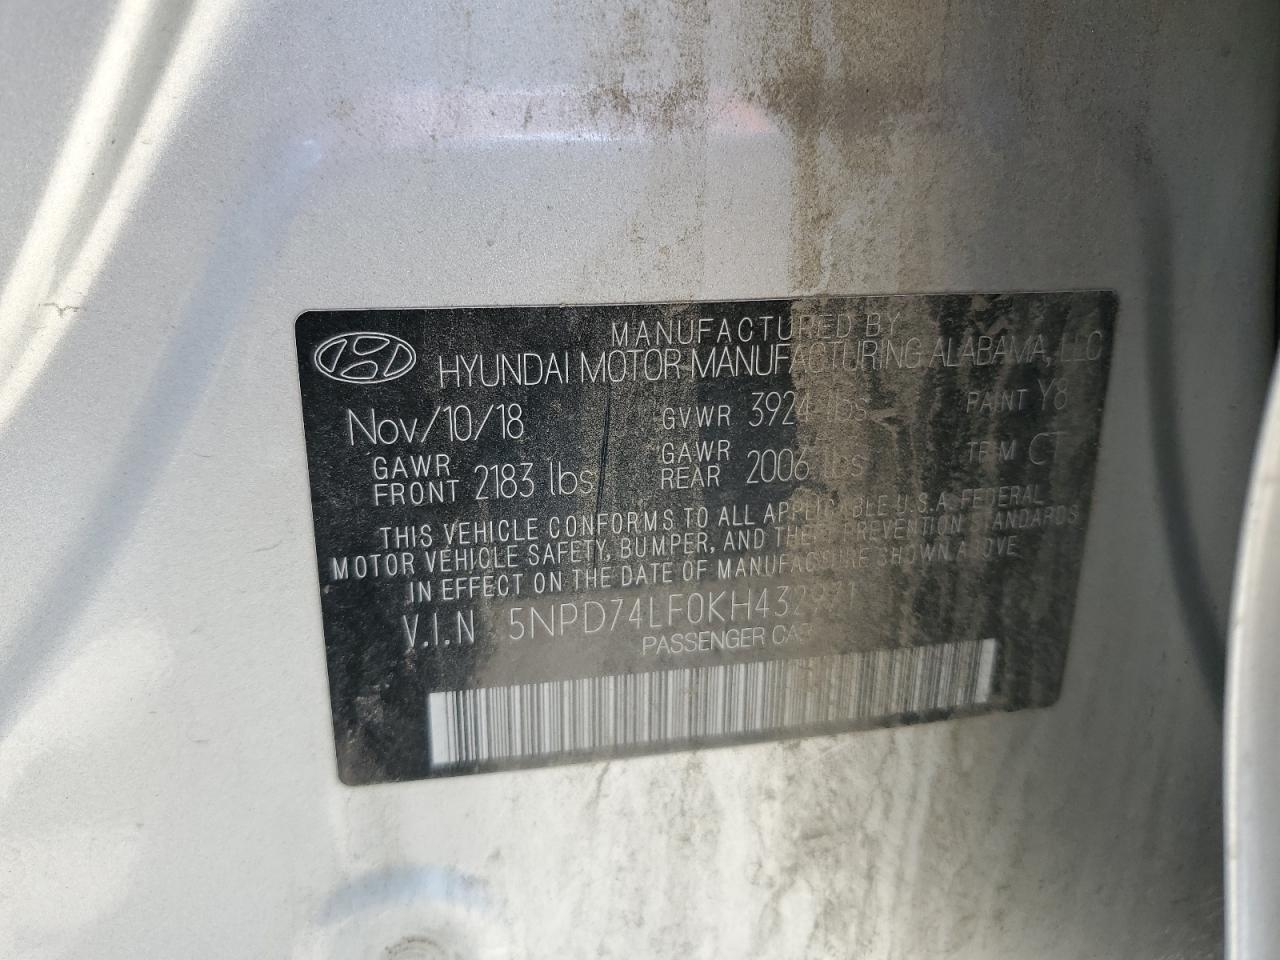 MANUFACTURED BY
HYUNDAI MOTOR MANUFACTURING ALABAMA, LLC
Nov/10/18 GVWR 3924 lbs PAINT Y8
GAWR FRONT 2183 lbs GAWR REAR 2006 lbs TRIM CT
THIS VEHICLE CONFORMS TO ALL APPLICABLE U.S.A. FEDERAL
MOTOR VEHICLE SAFETY, BUMPER, AND THEFT PREVENTION STANDARDS
IN EFFECT ON THE DATE OF MANUFACTURE SHOWN ABOVE
V.I.N
PASSENGER CAR